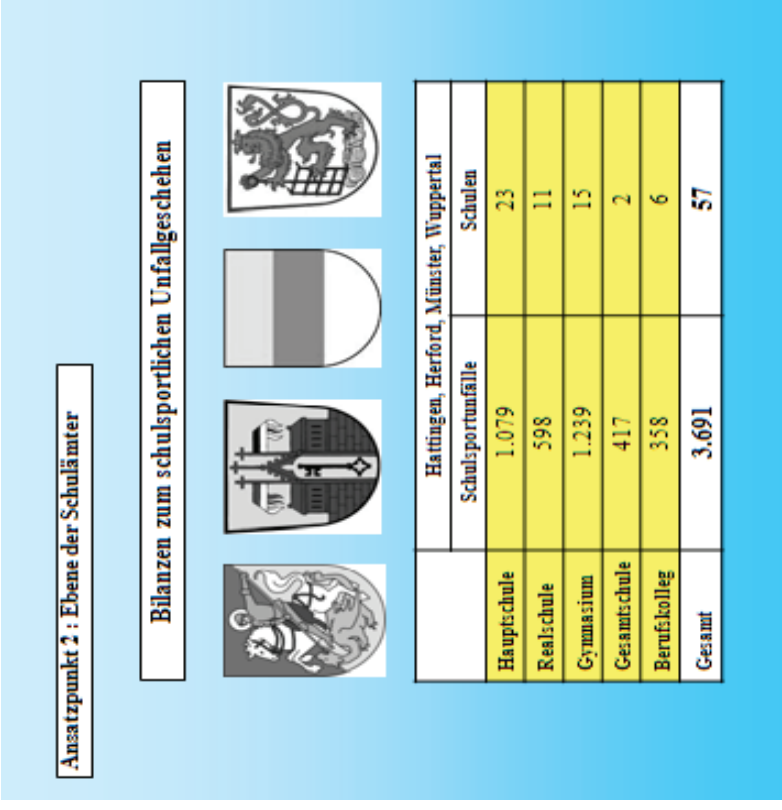 Ansatzpunkt 2 : Ebene der Schulämter
Bilanzen zum schulsportlichen Unfallgeschehen
Hattingen, Herford, Münster, Wuppertal
Schulsportunfälle Schulen
Hauptschule 1.079 23
Realschule 598 11
Gymnasium 1.239 15
Gesamtschule 417 2
Berufskolleg 358 6
Gesamt 3.691 57